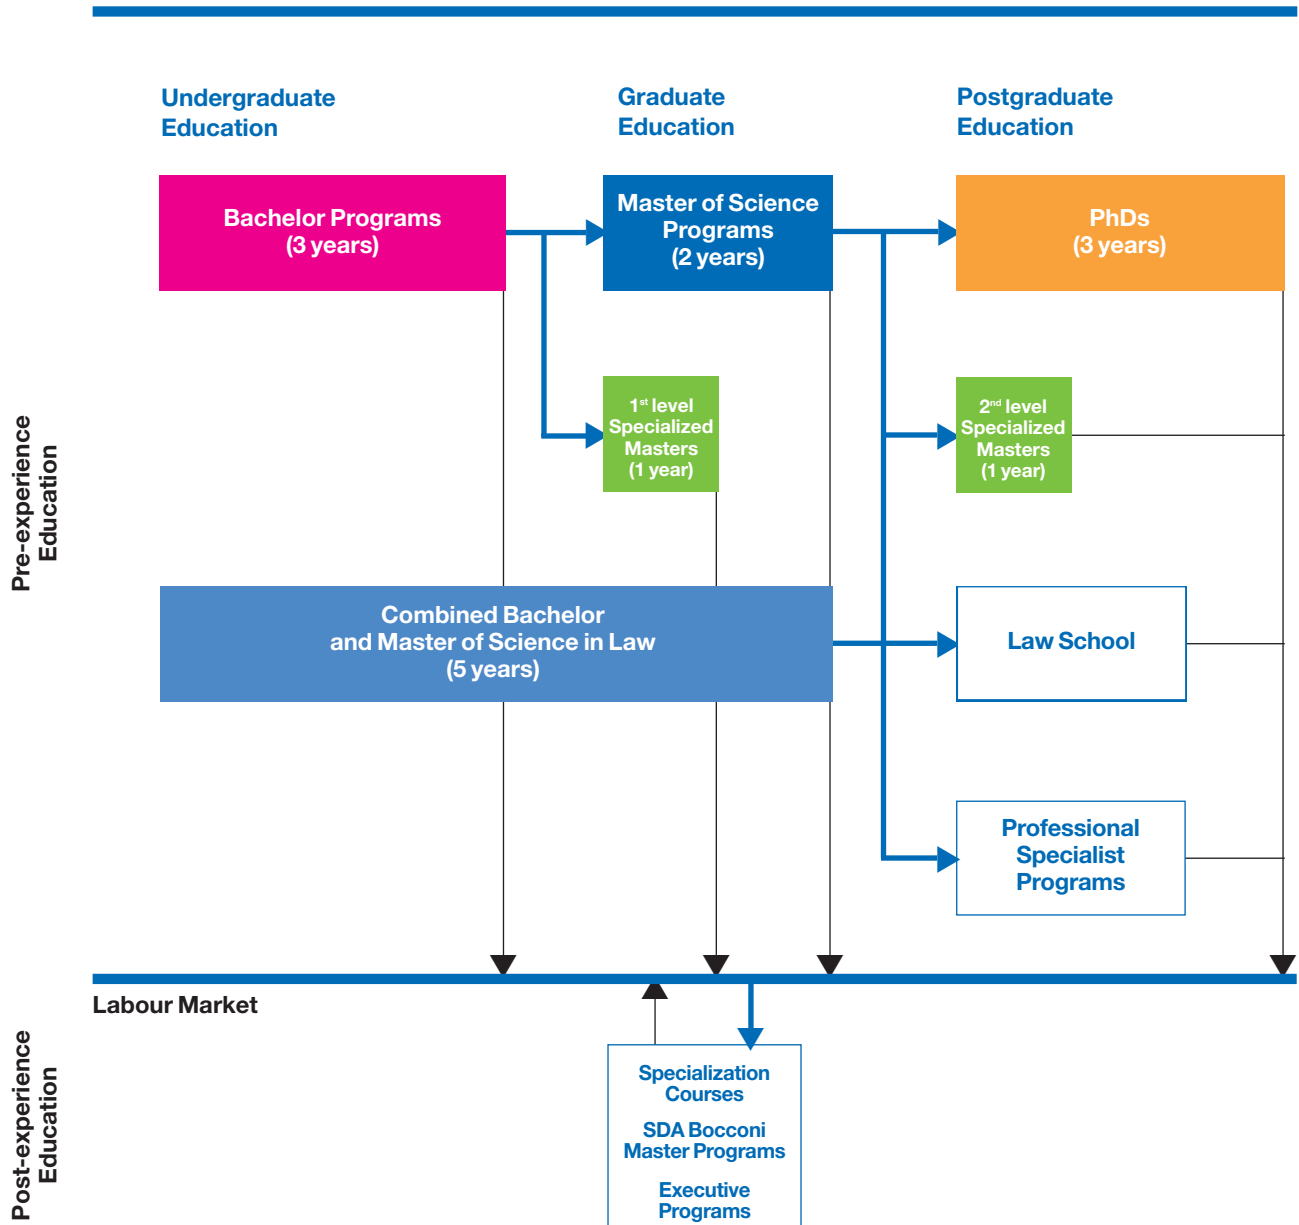 Undergraduate
Education
Graduate
Education
Postgraduate
Education
Bachelor Programs
(3 years)
Master of Science
Programs
(2 years)
PhDs
(3 years)
Pre-experience
Education
1st level
Specialized
Masters
(1 year)
2nd level
Specialized
Masters
(1 year)
Combined Bachelor
and Master of Science in Law
(5 years)
Law School
Professional
Specialist
Programs
Labour Market
Post-experience
Education
Specialization
Courses
SDA Bocconi
Master Programs
Executive
Programs